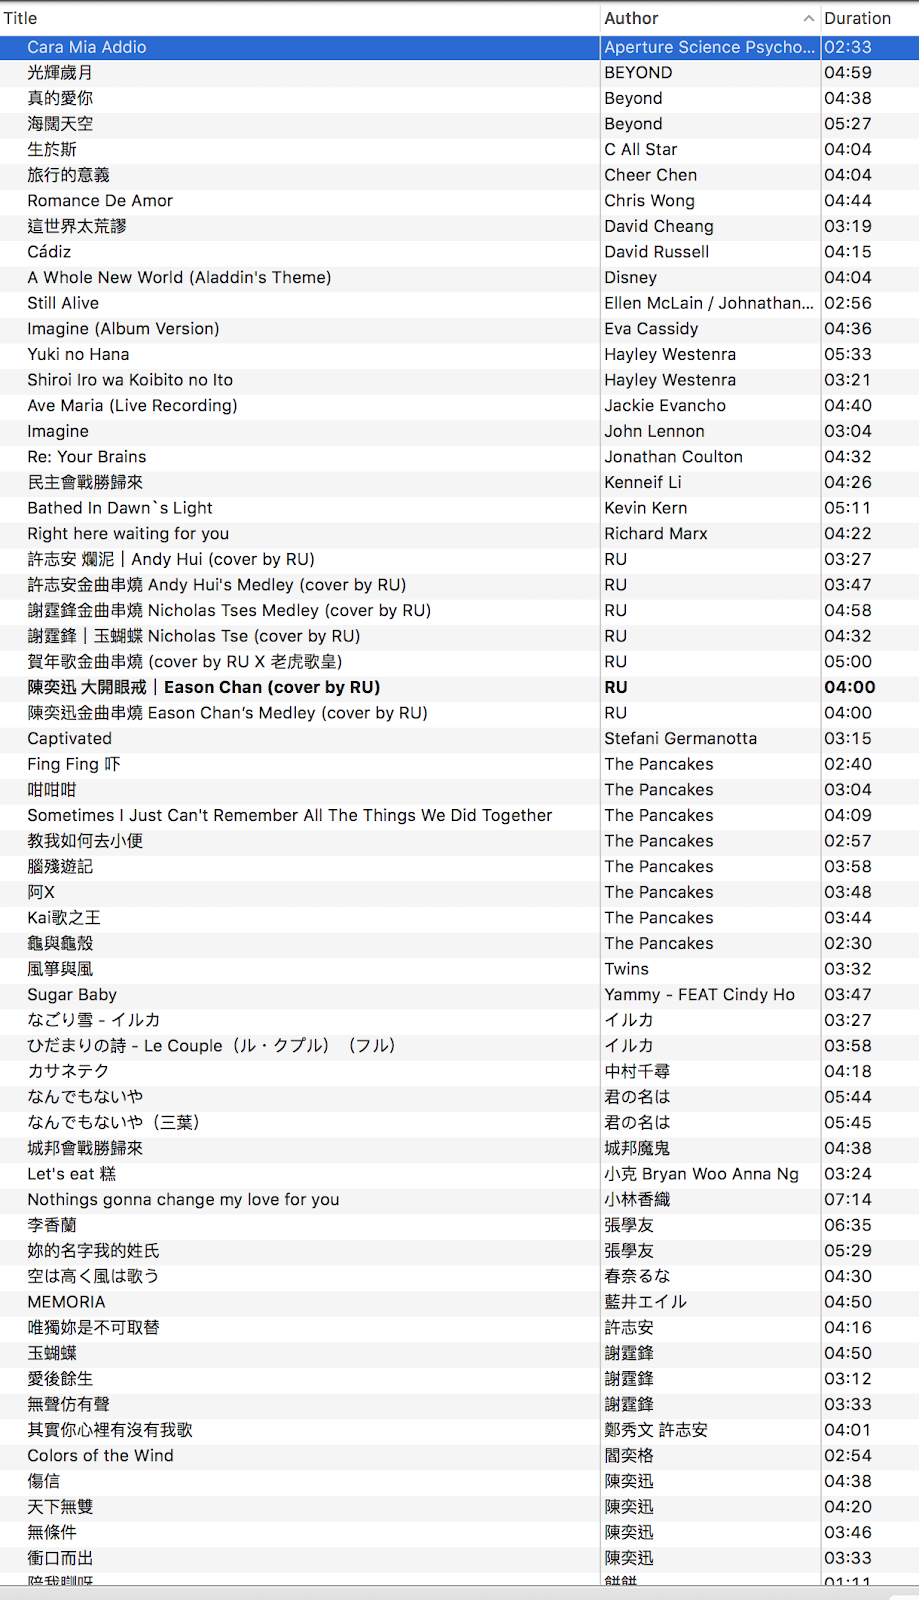 Title Author Duration
Cara Mia Addio Aperture Science Psycho... 02:33
光輝歲月 BEYOND 04:59
真的愛你 Beyond 04:38
海闊天空 Beyond 05:27
生於斯 C All Star 04:04
旅行的意義 Cheer Chen 04:04
Romance De Amor Chris Wong 04:44
這世界太荒謬 David Cheang 03:19
Cádiz David Russell 04:15
A Whole New World (Aladdin's Theme) Disney 04:04
Still Alive Ellen McLain / Johnathan... 02:56
Imagine (Album Version) Eva Cassidy 04:36
Yuki no Hana Hayley Westenra 05:33
Shiroi Iro wa Koibito no Ito Hayley Westenra 03:21
Ave Maria (Live Recording) Jackie Evancho 04:40
Imagine John Lennon 03:04
Re: Your Brains Jonathan Coulton 04:32
民主會戰勝歸來 Kenneif Li 04:26
Bathed In Dawn`s Light Kevin Kern 05:11
Right here waiting for you Richard Marx 04:22
許志安 爛泥｜Andy Hui (cover by RU) RU 03:27
許志安金曲串燒 Andy Hui's Medley (cover by RU) RU 03:47
謝霆鋒金曲串燒 Nicholas Tses Medley (cover by RU) RU 04:58
謝霆鋒｜玉蝴蝶 Nicholas Tse (cover by RU) RU 04:32
賀年歌金曲串燒 (cover by RU X 老虎歌皇) RU 05:00
陳奕迅 大開眼戒｜Eason Chan (cover by RU) RU 04:00
陳奕迅金曲串燒 Eason Chan’s Medley (cover by RU) RU 04:00
Captivated Stefani Germanotta 03:15
Fing Fing 吓 The Pancakes 02:40
咁咁咁 The Pancakes 03:04
Sometimes I Just Can't Remember All The Things We Did Together The Pancakes 04:09
教我如何去小便 The Pancakes 02:57
腦殘遊記 The Pancakes 03:58
阿X The Pancakes 03:48
Kai歌之王 The Pancakes 03:44
龜與龜殼 The Pancakes 02:30
風箏與風 Twins 03:32
Sugar Baby Yammy - FEAT Cindy Ho 03:47
なごり雪 - イルカ イルカ 03:27
ひだまりの詩 - Le Couple（ル・クプル）（フル） イルカ 03:58
カサネテク 中村千尋 04:18
なんでもないや 君の名は 05:44
なんでもないや（三葉） 君の名は 05:45
城邦會戰勝歸來 城邦魔鬼 04:38
Let's eat 糕 小克 Bryan Woo Anna Ng 03:24
Nothings gonna change my love for you 小林香織 07:14
李香蘭 張學友 06:35
妳的名字我的姓氏 張學友 05:29
空は高く風は歌う 春奈るな 04:30
MEMORIA 藍井エイル 04:50
唯獨妳是不可取替 許志安 04:16
玉蝴蝶 謝霆鋒 04:50
愛後餘生 謝霆鋒 03:12
無聲仿有聲 謝霆鋒 03:33
其實你心裡有沒有我歌 鄭秀文 許志安 04:01
Colors of the Wind 閻奕格 02:54
傷信 陳奕迅 04:38
天下無雙 陳奕迅 04:20
無條件 陳奕迅 03:46
衝口而出 陳奕迅 03:33
陪我瞓呀 餅餅 01:11